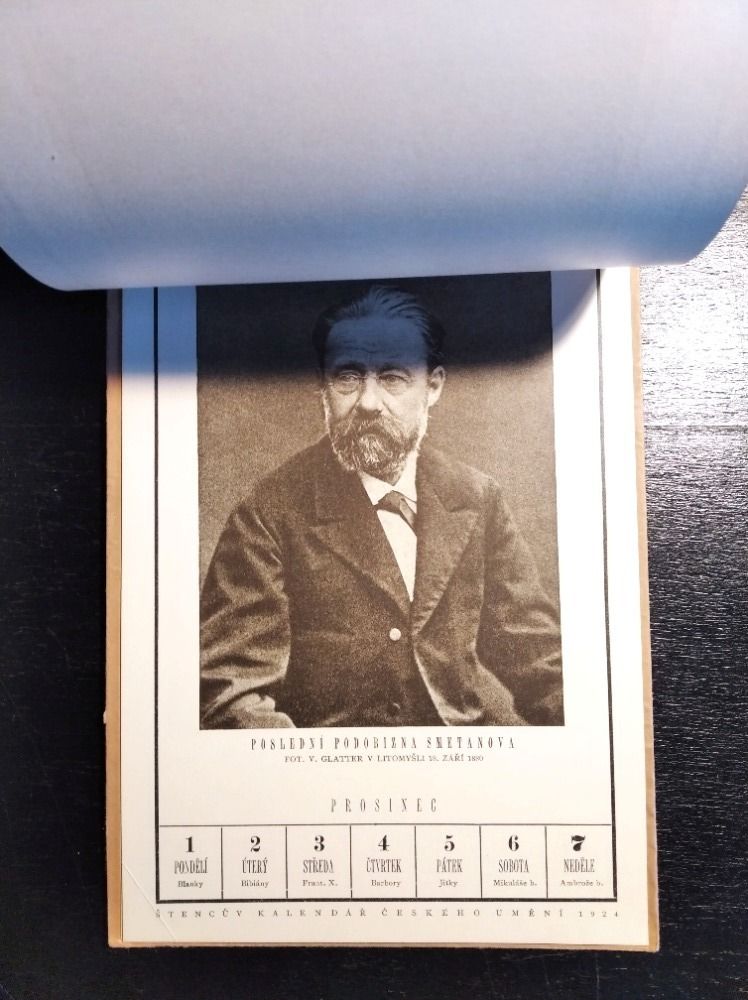 POSLEDNÍ PODOBIZNA SMETANOVA
FOT. V. GLATTER V LITOMYŠLI 18. ZÁŘÍ 1880
PROSINEC
1 2 3 4 5 6 7
PONDĚLÍ ÚTERÝ STŘEDA ČTVRTEK PÁTEK SOBOTA NEDĚLE
Blanky Bibiány Frant. X. Barbory Jitky Mikuláše b. Ambrože b.
ŠTENCŮV KALENDÁŘ ČESKÉHO UMĚNÍ 1924